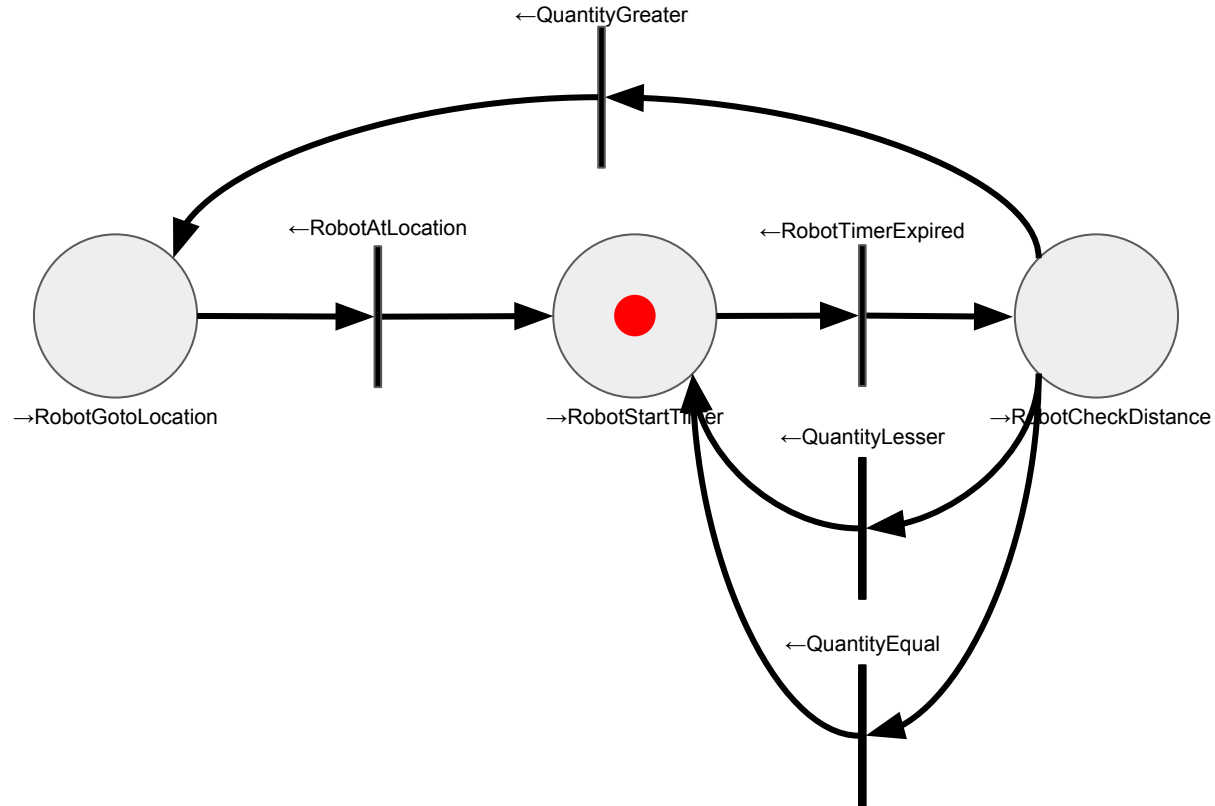 ←QuantityGreater
←RobotAtLocation
←RobotTimerExpired
→RobotGotoLocation
→RobotStartTimer
→RobotCheckDistance
←QuantityLesser
←QuantityEqual